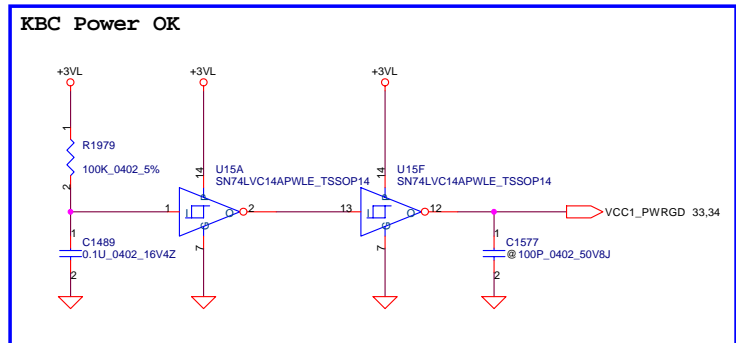 KBC Power OK
+3VL
+3VL
+3VL
1
R1979
100K_0402_5%
2
14
U15A
SN74LVC14APWLE_TSSOP14
14
U15F
SN74LVC14APWLE_TSSOP14
1
P
I
O
G
2
13
P
I
O
G
12
VCC1_PWRGD 33,34
1
C1489
0.1U_0402_16V4Z
2
7
7
1
C1577
@100P_0402_50V8J
2